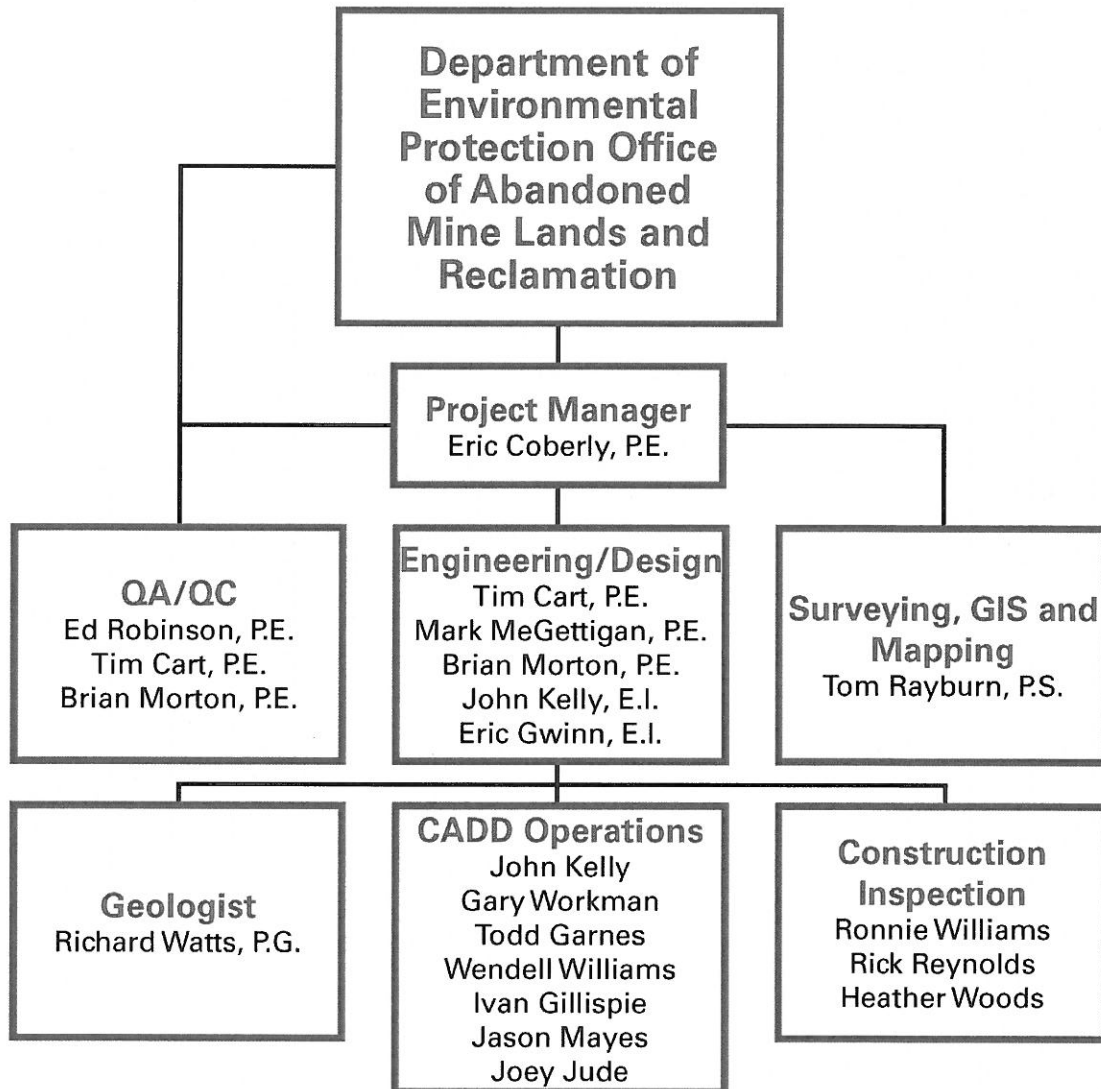 Department of
Environmental
Protection Office
of Abandoned
Mine Lands and
Reclamation
Project Manager
Eric Coberly, P.E.
QA/QC
Ed Robinson, P.E.
Tim Cart, P.E.
Brian Morton, P.E.
Engineering/Design
Tim Cart, P.E.
Mark MeGettigan, P.E.
Brian Morton, P.E.
John Kelly, E.I.
Eric Gwinn, E.I.
Surveying, GIS and
Mapping
Tom Rayburn, P.S.
Geologist
Richard Watts, P.G.
CADD Operations
John Kelly
Gary Workman
Todd Garnes
Wendell Williams
Ivan Gillispie
Jason Mayes
Joey Jude
Construction
Inspection
Ronnie Williams
Rick Reynolds
Heather Woods